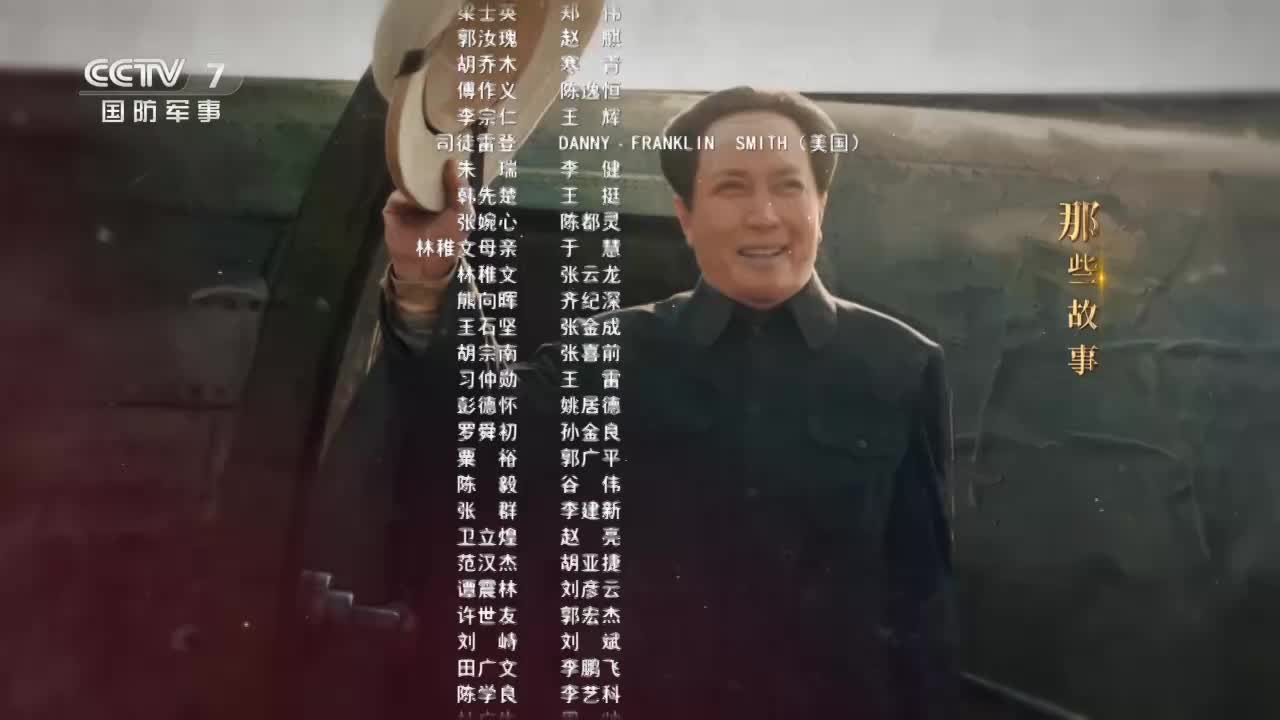 CCTV 7
国防军事
梁士英 郑 伟
郭汝瑰 赵 麒
胡乔木 寒 青
傅作义 陈逸恒
李宗仁 王 辉
司徒雷登 DANNY·FRANKLIN SMITH（美国）
朱 瑞 李 健
韩先楚 王 挺
张婉心 陈都灵
林稚文母亲 于 慧
林稚文 张云龙
熊向晖 齐纪深
王石坚 张金成
胡宗南 张喜前
习仲勋 王 雷
彭德怀 姚居德
罗舜初 孙金良
粟 裕 郭广平
陈 毅 谷 伟
张 群 李建新
卫立煌 赵 亮
范汉杰 胡亚捷
谭震林 刘彦云
许世友 郭宏杰
刘 峙 刘 斌
田广文 李鹏飞
陈学良 李艺科
那些故事